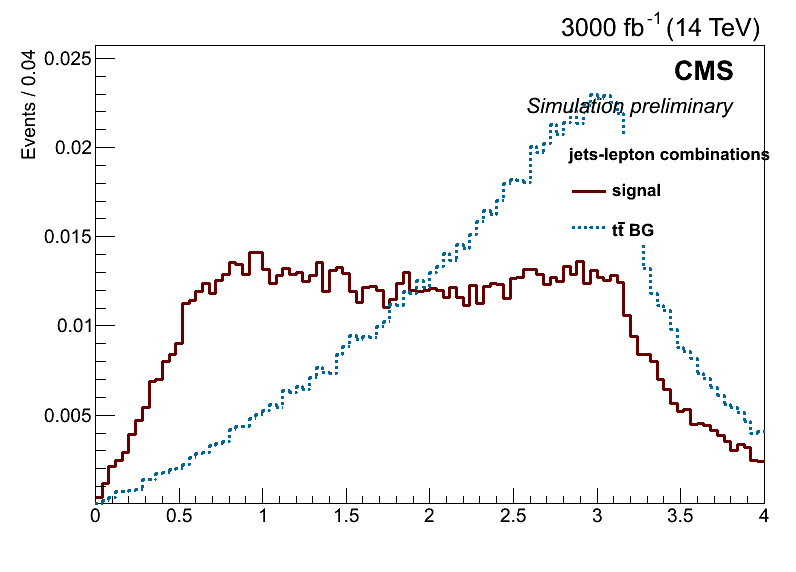 3000 fb⁻¹ (14 TeV)
Events / 0.04
0.025
0.02
0.015
0.01
0.005
CMS
Simulation preliminary
jets-lepton combinations
signal
tt̄ BG
0 0.5 1 1.5 2 2.5 3 3.5 4